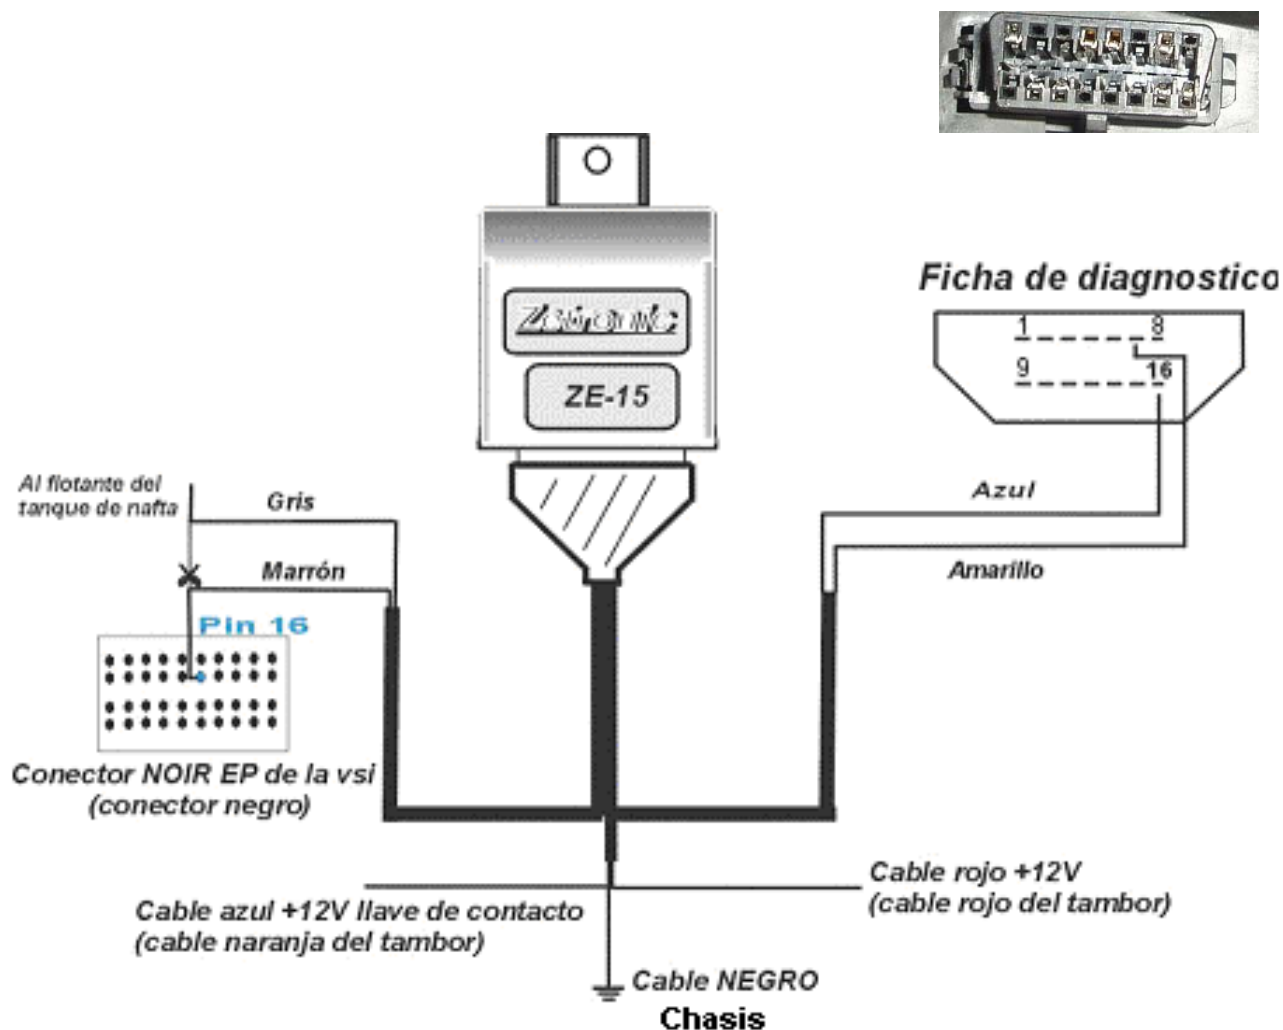 Ficha de diagnostico
1
8
9
16
ZE-15
Al flotante del
tanque de nafta
Gris
Azul
Marrón
Amarillo
Pin 16
Conector NOIR EP de la vsi
(conector negro)
Cable rojo +12V
(cable rojo del tambor)
Cable azul +12V llave de contacto
(cable naranja del tambor)
Cable NEGRO
Chasis